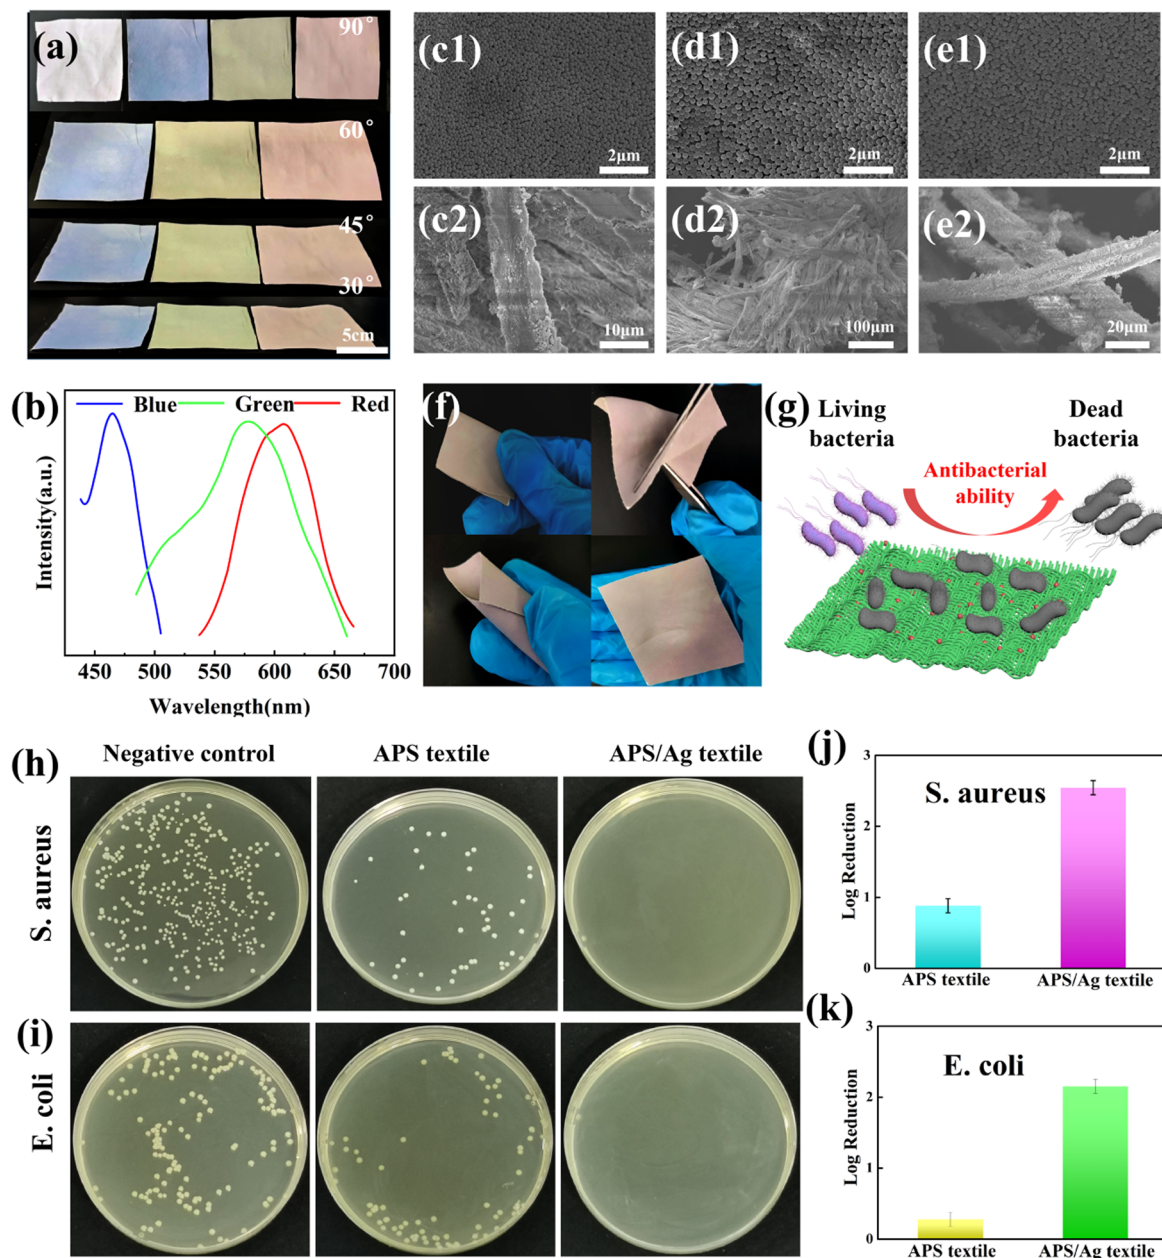 (a)
90°
60°
45°
30°
5cm
(c1)
2μm
(d1)
2μm
(e1)
2μm
(c2)
10μm
(d2)
100μm
(e2)
20μm
(b)
Blue
Green
Red
Intensity(a.u.)
450
500
550
600
650
700
Wavelength(nm)
(f)
(g)
Living
bacteria
Dead
bacteria
Antibacterial
ability
(h)
Negative control
APS textile
APS/Ag textile
S. aureus
(i)
E. coli
(j)
S. aureus
Log Reduction
3
2
1
0
APS textile
APS/Ag textile
(k)
E. coli
Log Reduction
3
2
1
0
APS textile
APS/Ag textile